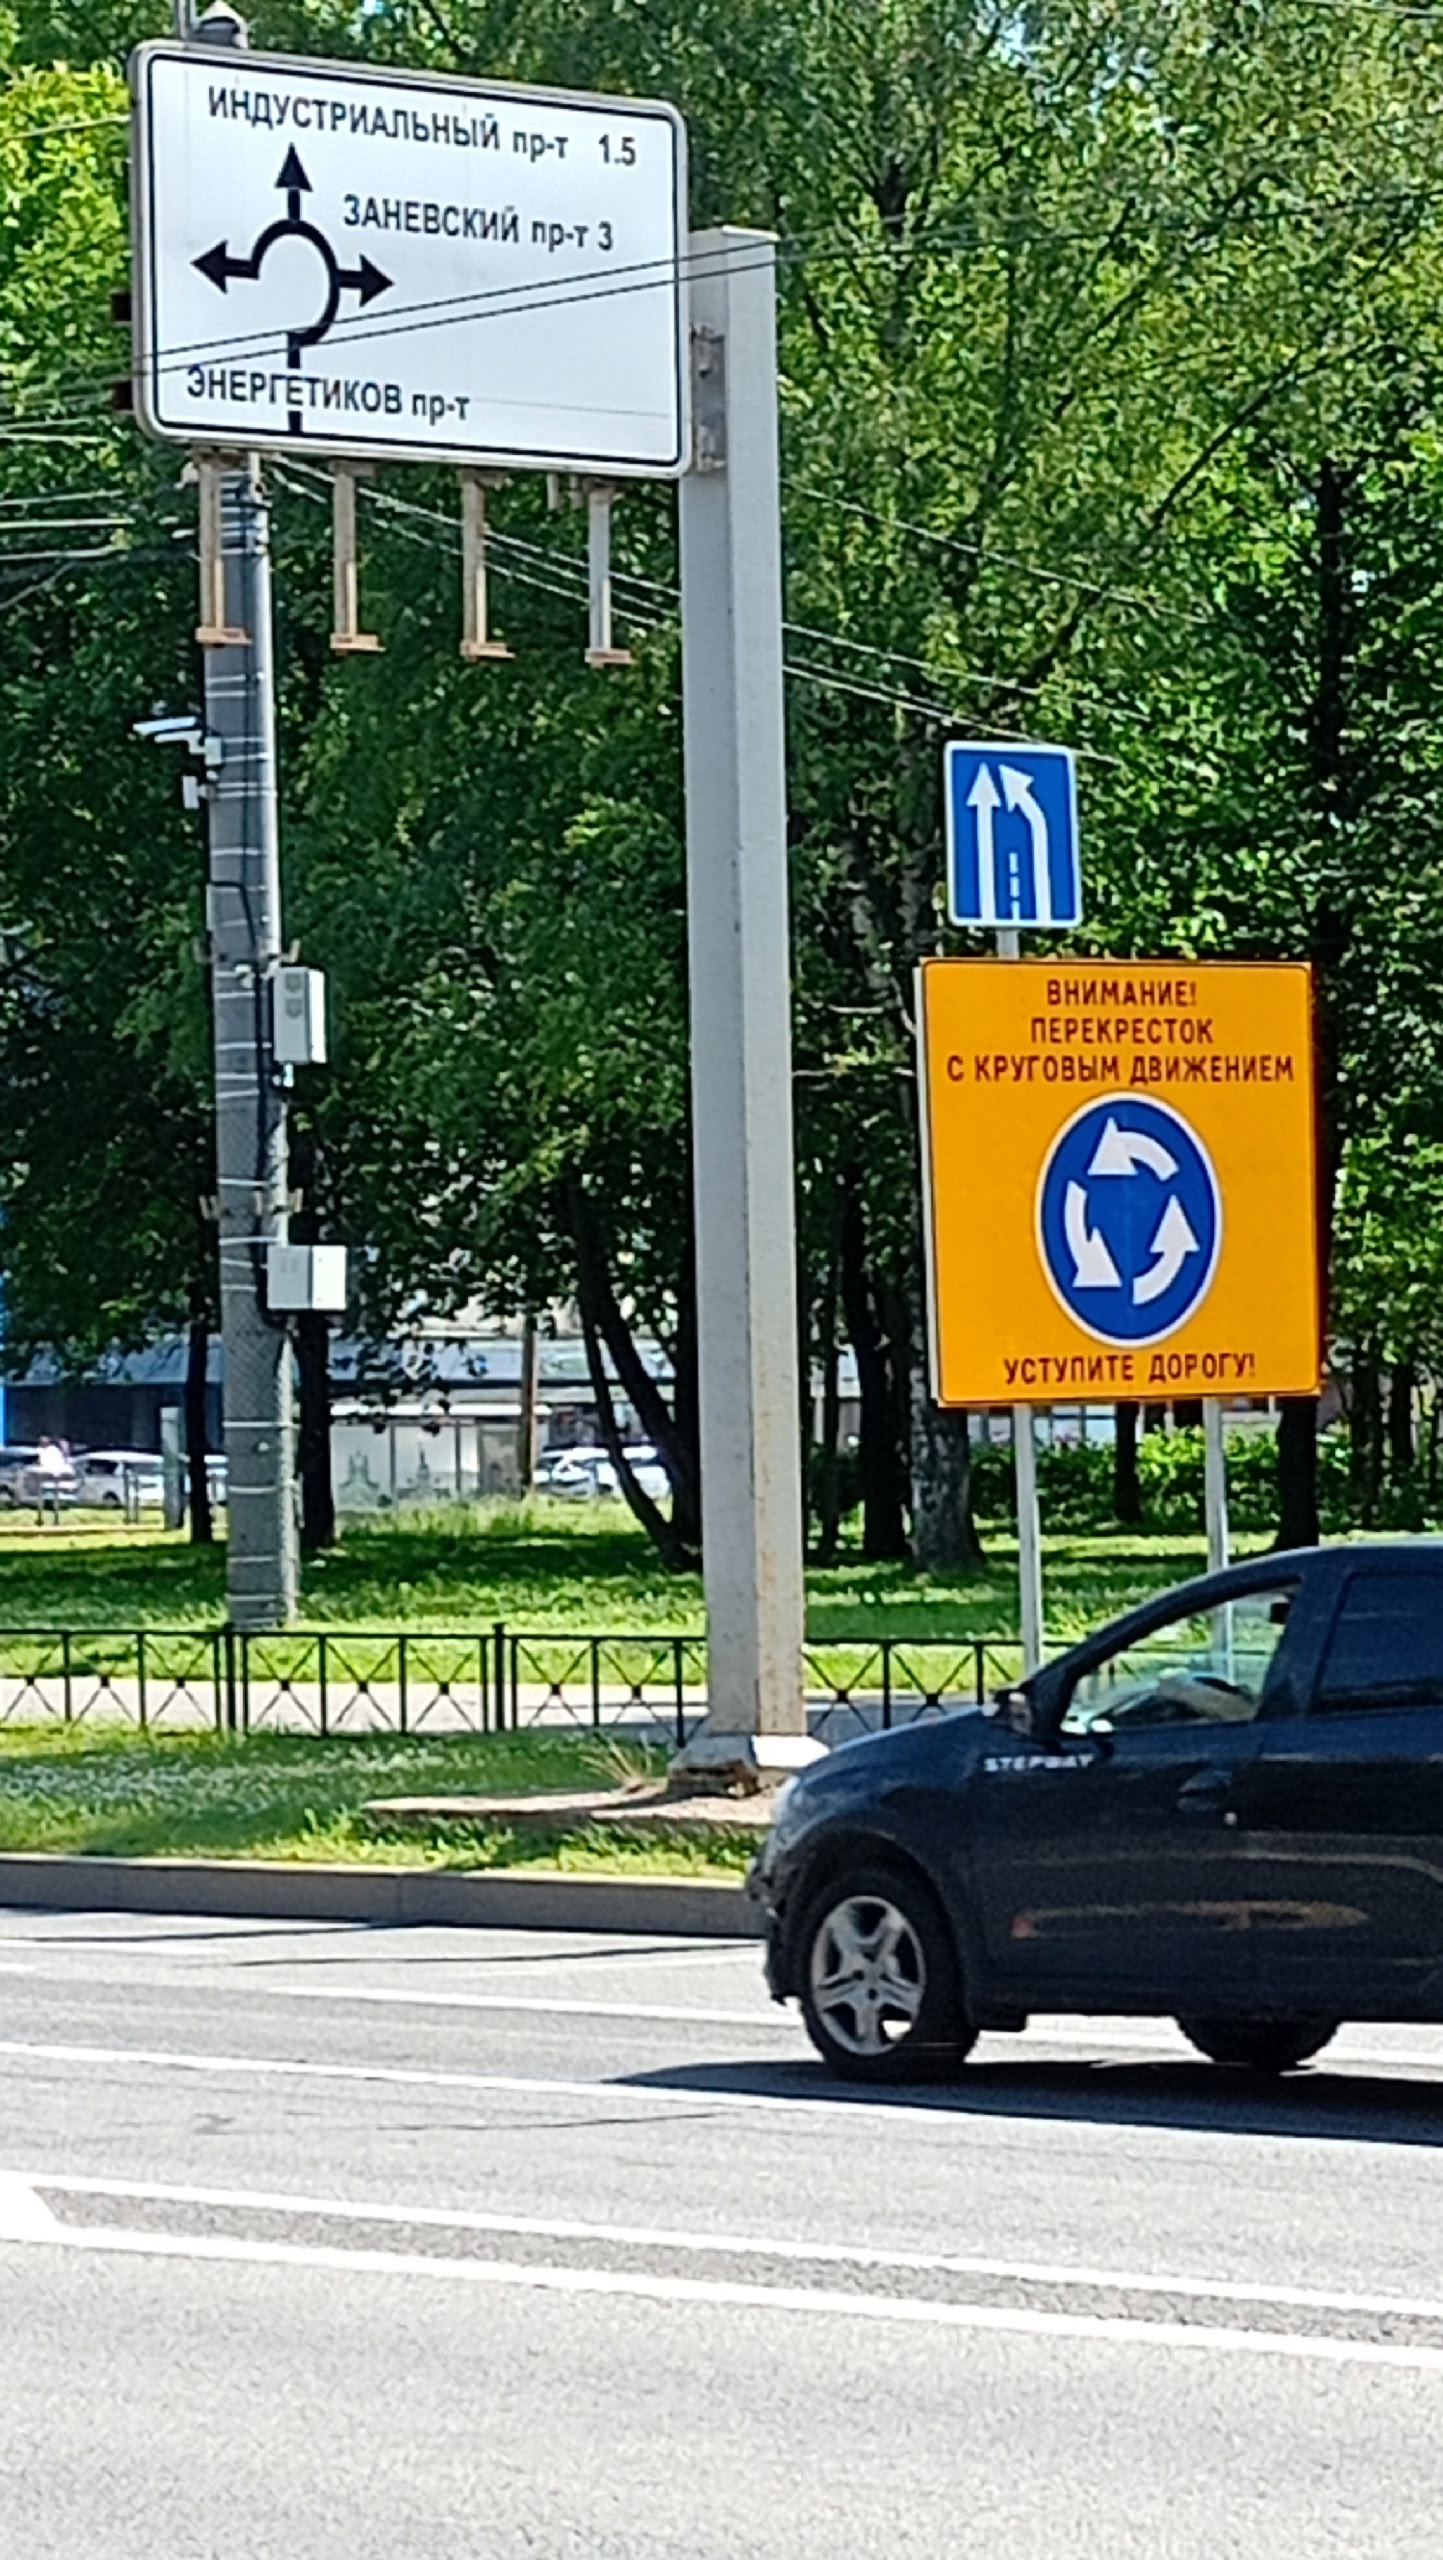 ИНДУСТРИАЛЬНЫЙ пр-т 1.5
ЗАНЕВСКИЙ пр-т 3
ЭНЕРГЕТИКОВ пр-т
ВНИМАНИЕ!
ПЕРЕКРЕСТОК
С КРУГОВЫМ ДВИЖЕНИЕМ
УСТУПИТЕ ДОРОГУ!
STEPWAY